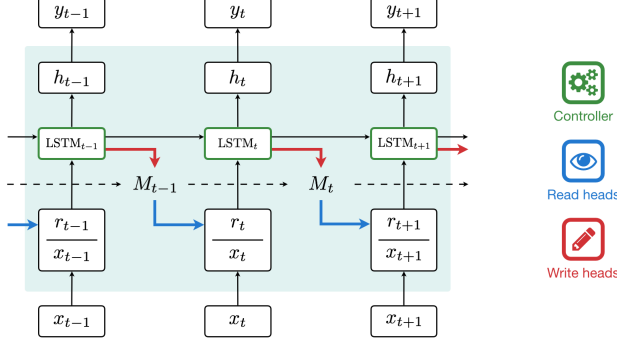 y_{t-1} y_t y_{t+1}
h_{t-1} h_t h_{t+1}
LSTM_{t-1} LSTM_t LSTM_{t+1}
M_{t-1} M_t
r_{t-1} r_t r_{t+1}
x_{t-1} x_t x_{t+1}
x_{t-1} x_t x_{t+1}
Controller
Read heads
Write heads